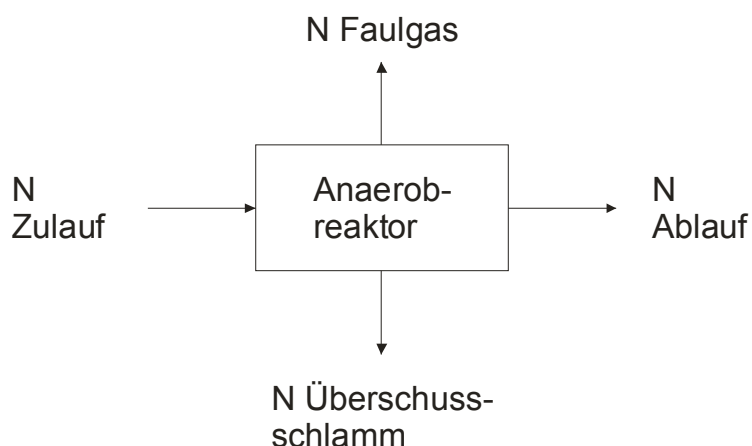 N Faulgas
N
Zulauf
Anaerob-
reaktor
N
Ablauf
N Überschuss-
schlamm